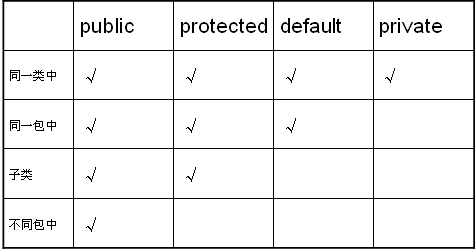 public protected default private
同一类中 √ √ √ √
同一包中 √ √ √
子类 √ √
不同包中 √